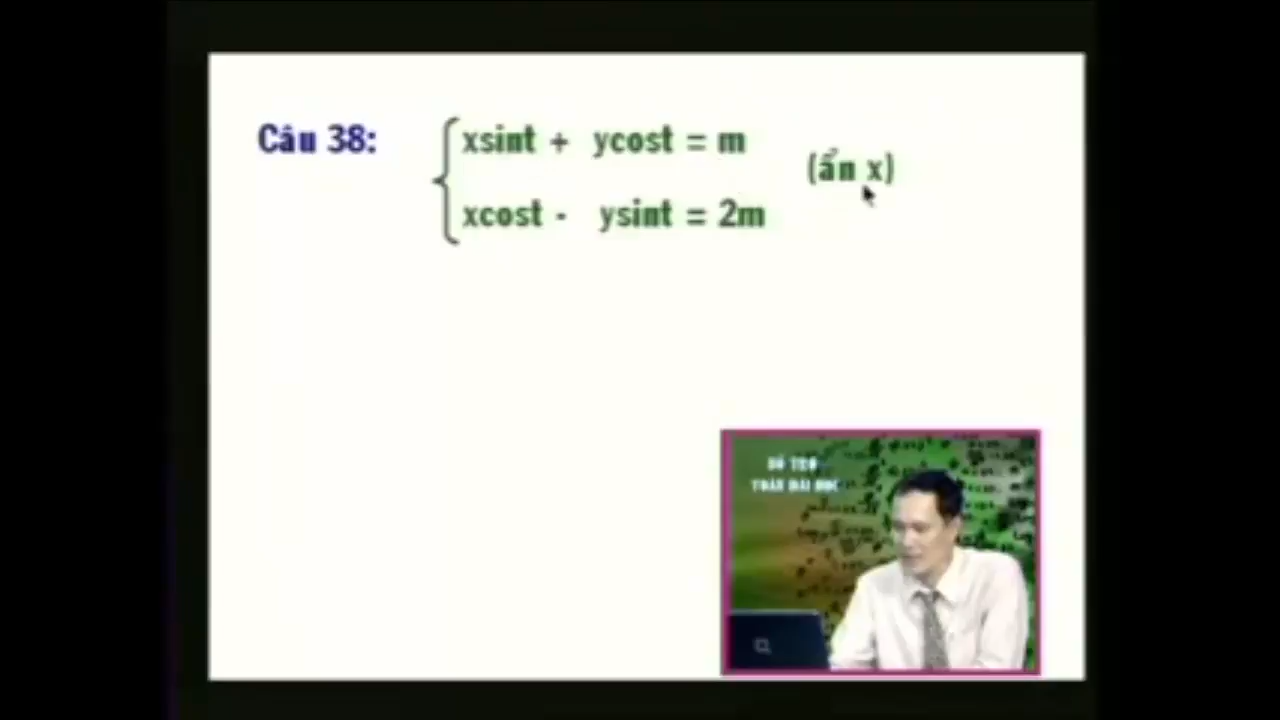 Câu 38:
xsint + ycost = m
(ẩn x)
xcost - ysint = 2m